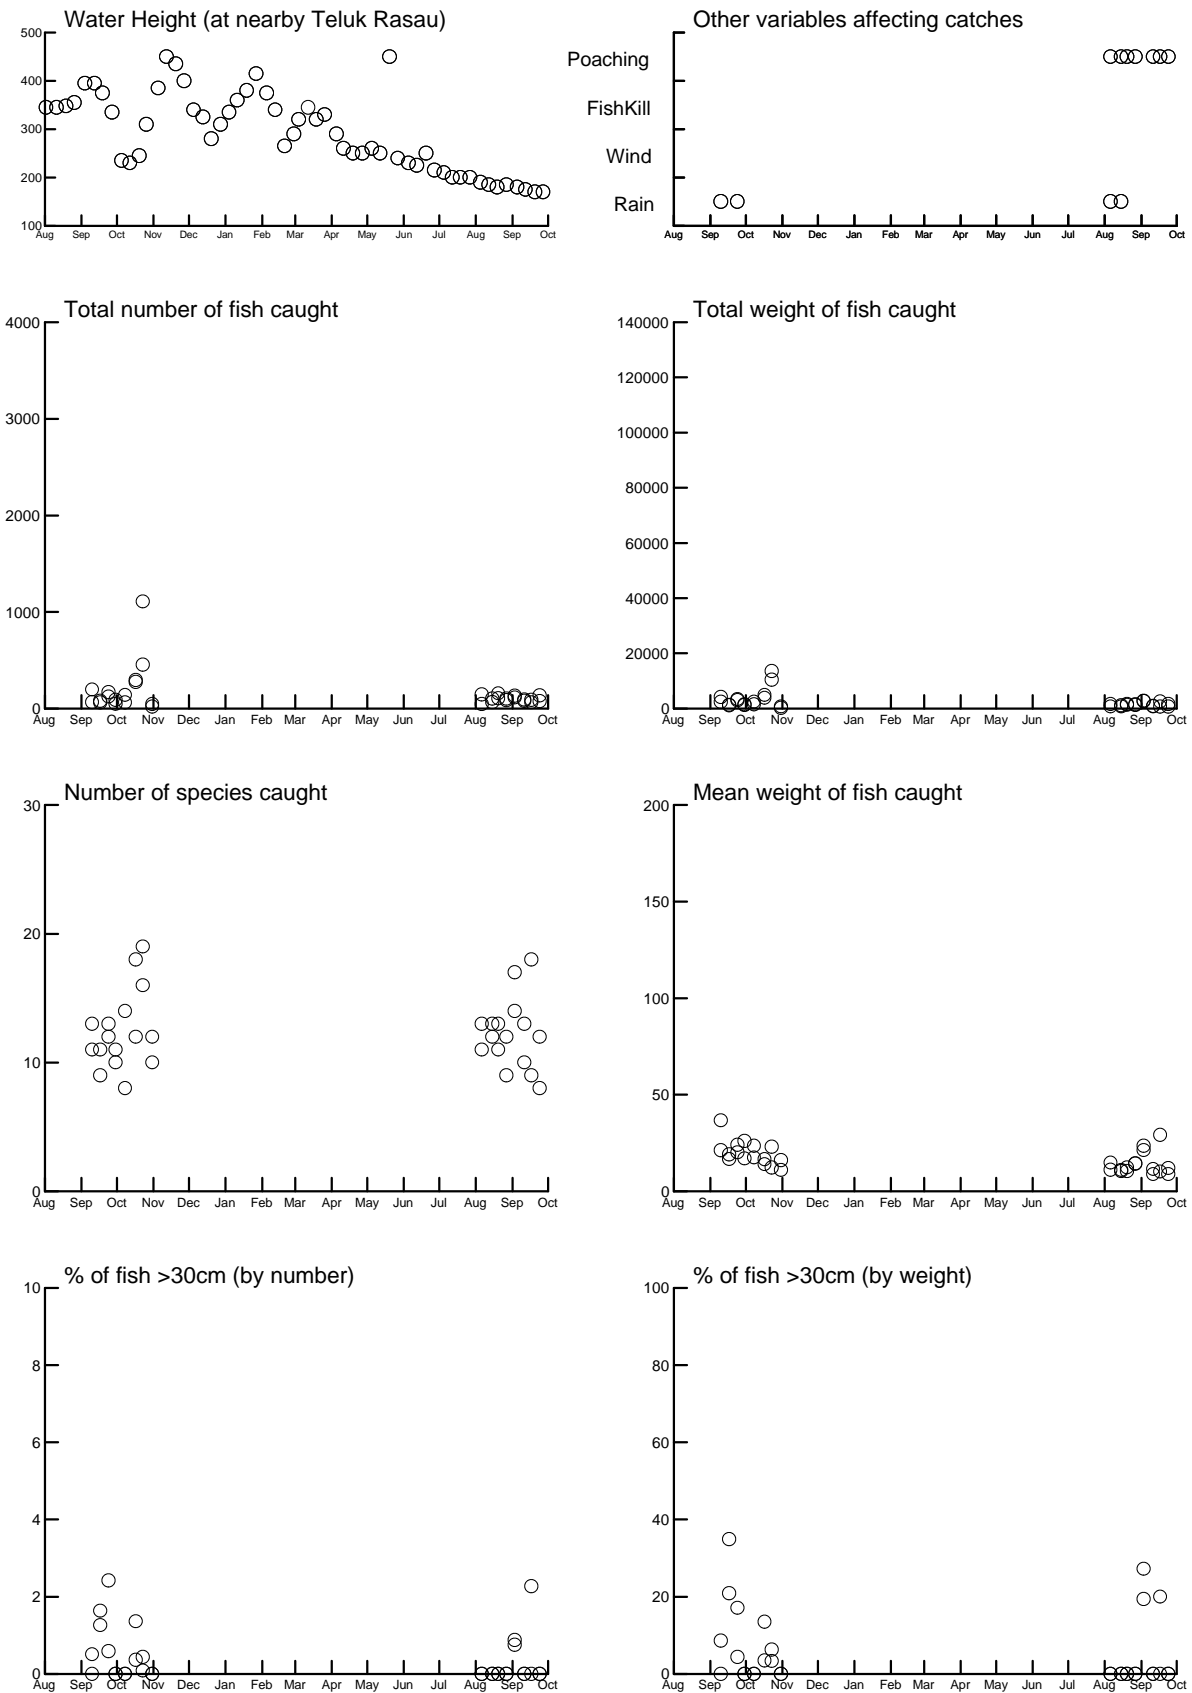 Water Height (at nearby Teluk Rasau)
500
400
300
200
100
Aug Sep Oct Nov Dec Jan Feb Mar Apr May Jun Jul Aug Sep Oct
Other variables affecting catches
Poaching
FishKill
Wind
Rain
Aug Sep Oct Nov Dec Jan Feb Mar Apr May Jun Jul Aug Sep Oct
Total number of fish caught
4000
3000
2000
1000
0
Aug Sep Oct Nov Dec Jan Feb Mar Apr May Jun Jul Aug Sep Oct
Total weight of fish caught
140000
120000
100000
80000
60000
40000
20000
0
Aug Sep Oct Nov Dec Jan Feb Mar Apr May Jun Jul Aug Sep Oct
Number of species caught
30
20
10
0
Aug Sep Oct Nov Dec Jan Feb Mar Apr May Jun Jul Aug Sep Oct
Mean weight of fish caught
200
150
100
50
0
Aug Sep Oct Nov Dec Jan Feb Mar Apr May Jun Jul Aug Sep Oct
% of fish >30cm (by number)
10
8
6
4
2
0
Aug Sep Oct Nov Dec Jan Feb Mar Apr May Jun Jul Aug Sep Oct
% of fish >30cm (by weight)
100
80
60
40
20
0
Aug Sep Oct Nov Dec Jan Feb Mar Apr May Jun Jul Aug Sep Oct